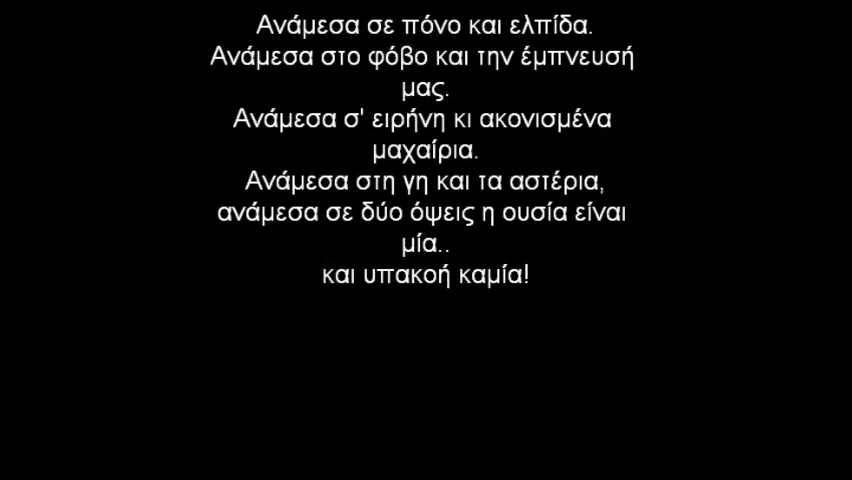 Ανάμεσα σε πόνο και ελπίδα.
Ανάμεσα στο φόβο και την έμπνευσή
μας.
Ανάμεσα σ' ειρήνη κι ακονισμένα
μαχαίρια.
Ανάμεσα στη γη και τα αστέρια,
ανάμεσα σε δύο όψεις η ουσία είναι
μία..
και υπακοή καμία!